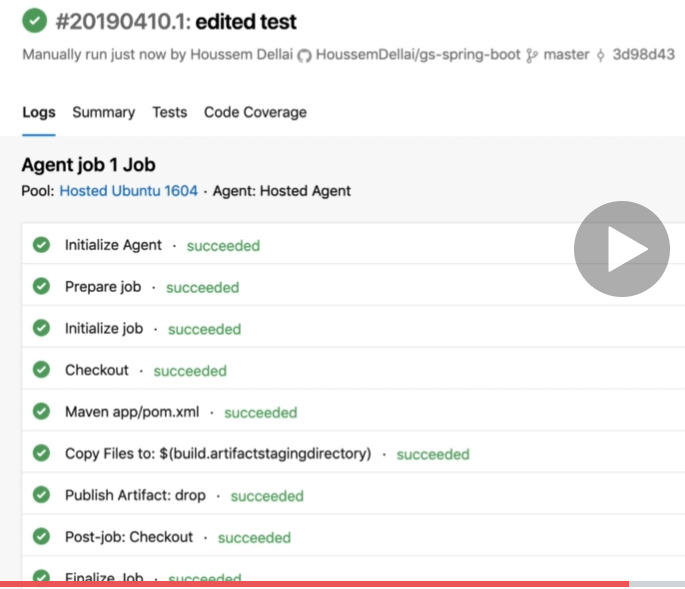 #20190410.1: edited test
Manually run just now by Houssem Dellai HoussemDellai/gs-spring-boot master 3d98d43
Logs Summary Tests Code Coverage
Agent job 1 Job
Pool: Hosted Ubuntu 1604 · Agent: Hosted Agent
Initialize Agent · succeeded
Prepare job · succeeded
Initialize job · succeeded
Checkout · succeeded
Maven app/pom.xml · succeeded
Copy Files to: $(build.artifactstagingdirectory) · succeeded
Publish Artifact: drop · succeeded
Post-job: Checkout · succeeded
Finalize Job · succeeded